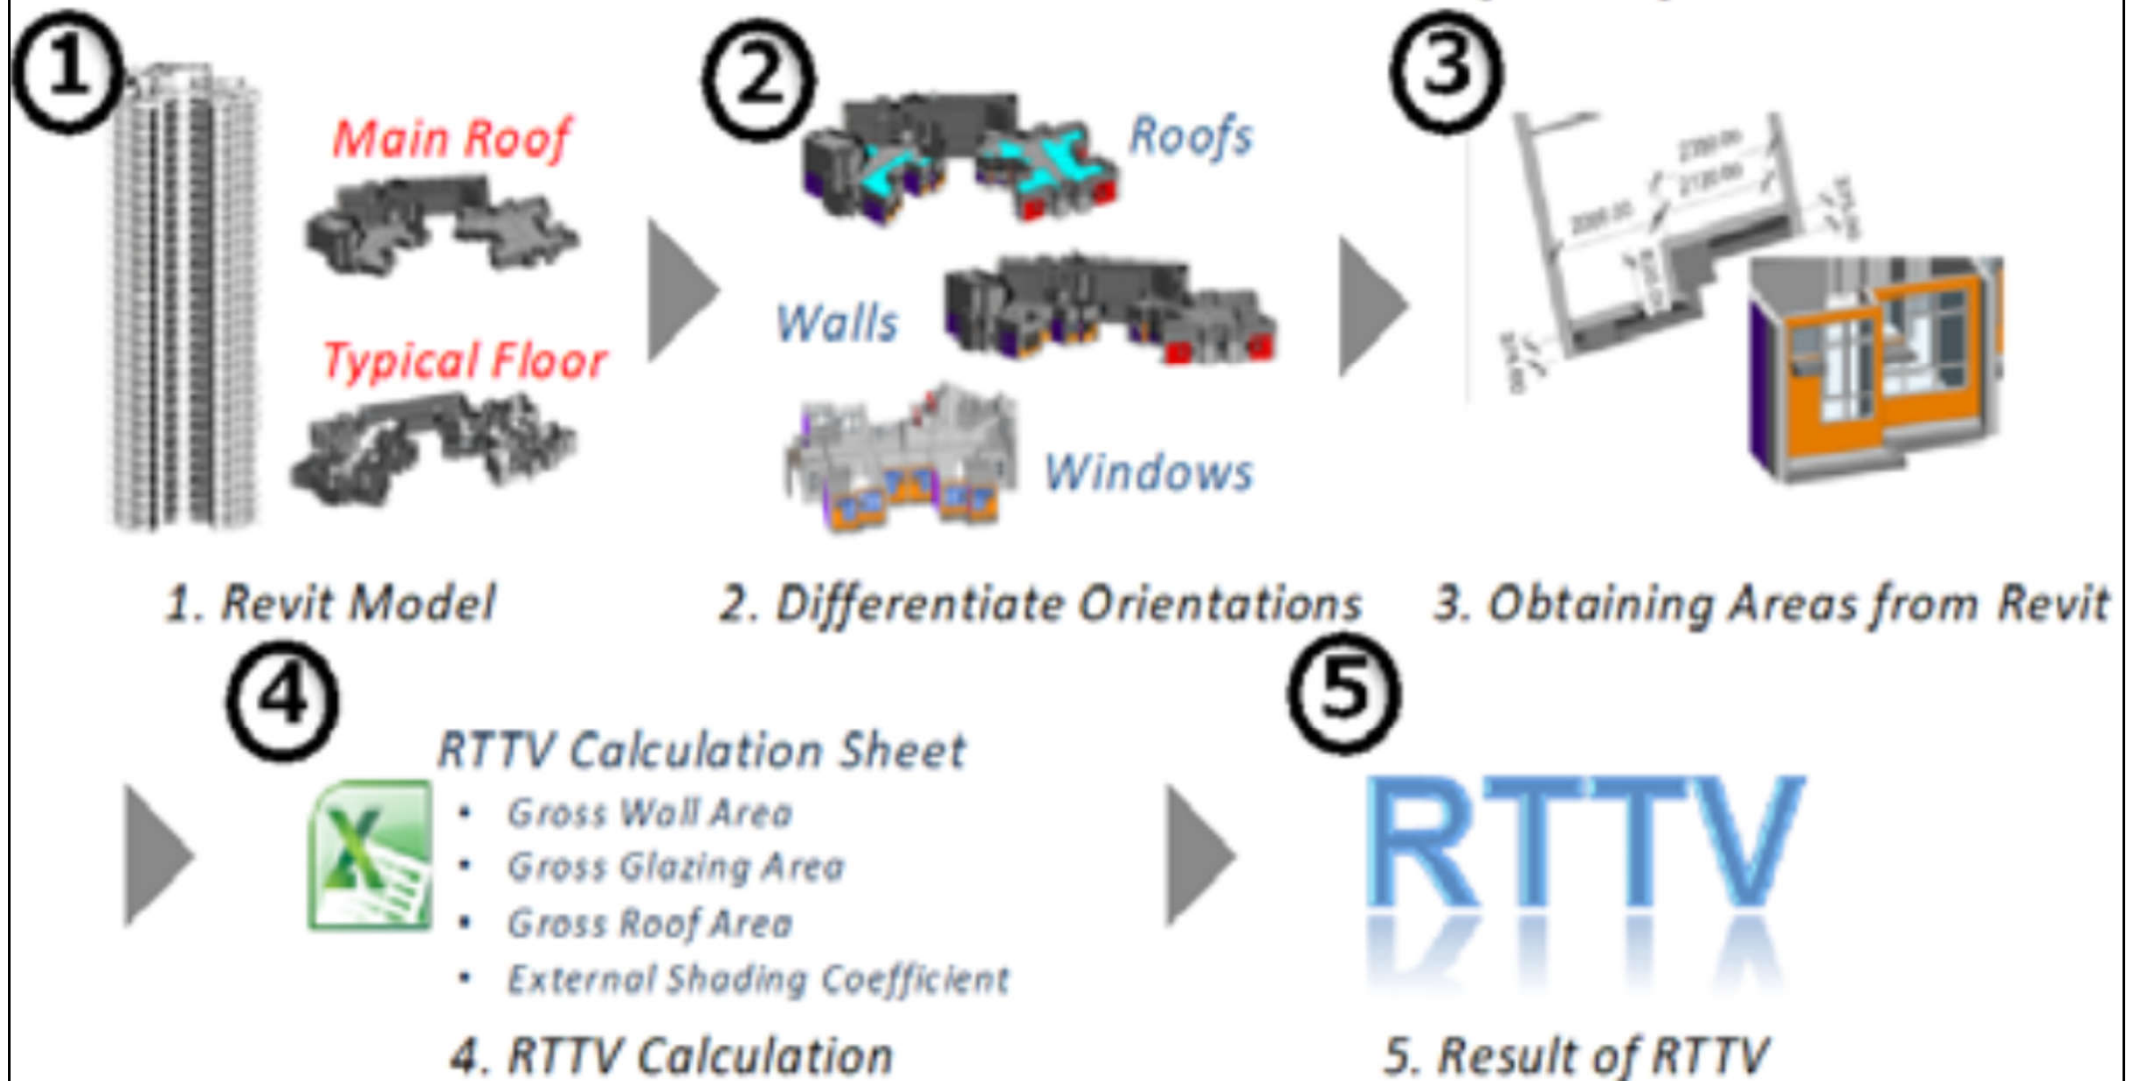 1
Main Roof
Typical Floor
1. Revit Model
2
Roofs
Walls
Windows
2. Differentiate Orientations
3
3. Obtaining Areas from Revit
4
RTTV Calculation Sheet
• Gross Wall Area
• Gross Glazing Area
• Gross Roof Area
• External Shading Coefficient
4. RTTV Calculation
5
RTTV
5. Result of RTTV